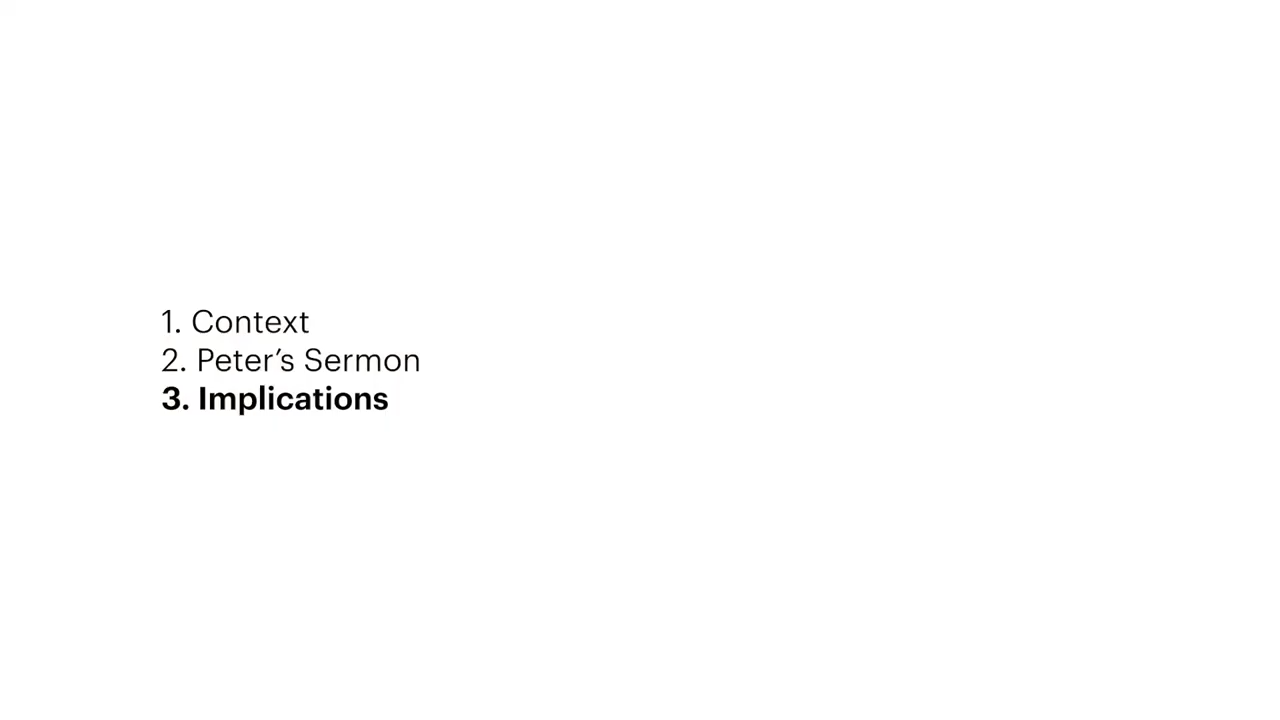 1. Context
2. Peter’s Sermon
3. Implications